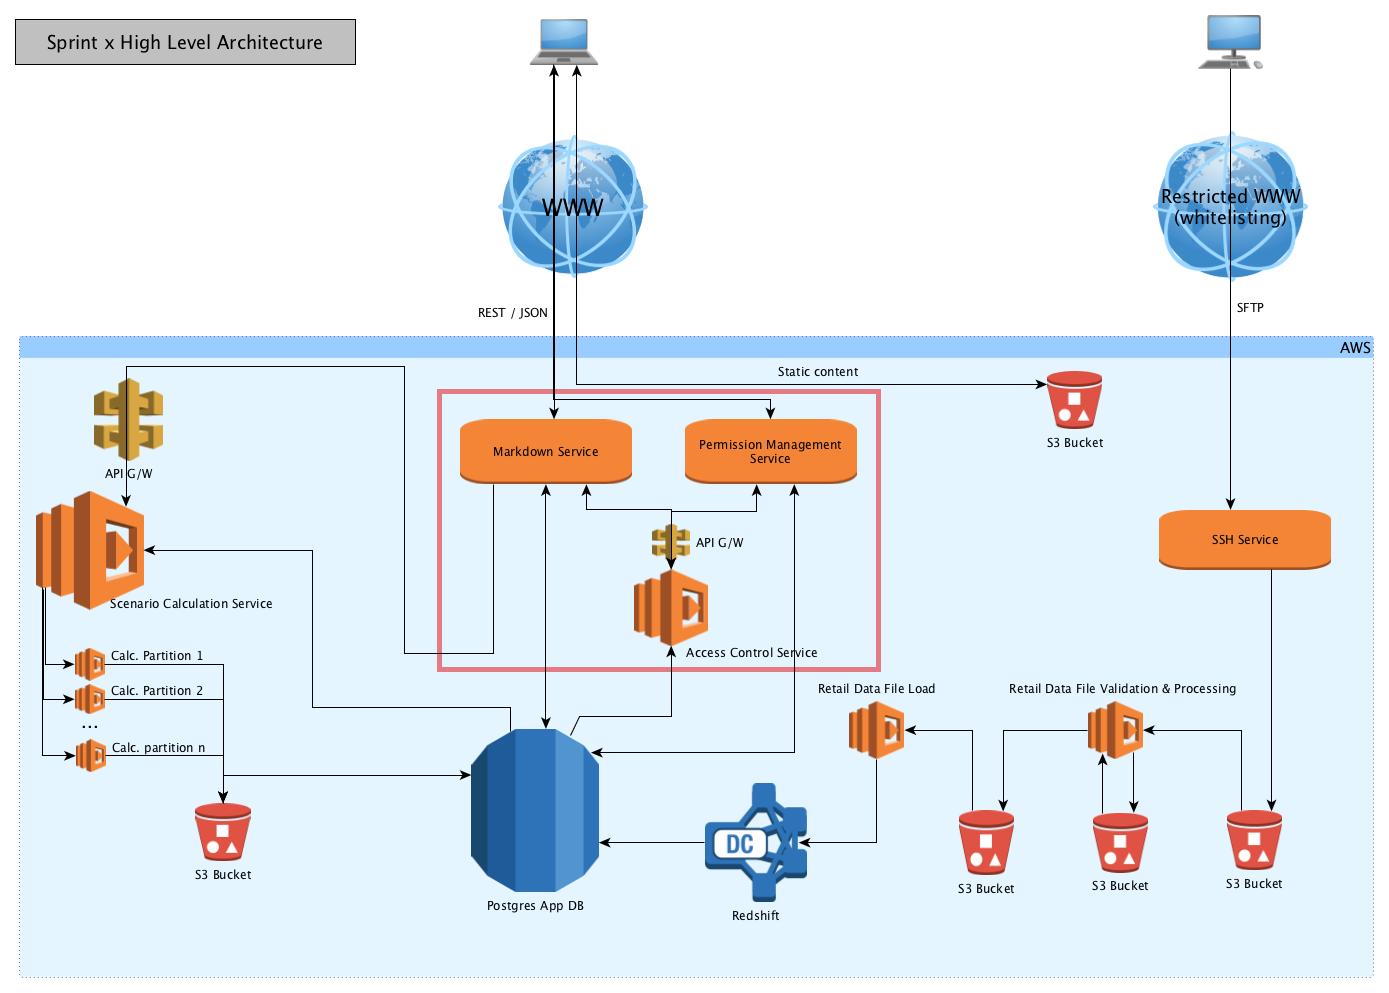 Sprint x High Level Architecture
WWW
Restricted WWW
(whitelisting)
REST / JSON
SFTP
AWS
Static content
S3 Bucket
API G/W
Markdown Service
Permission Management
Service
SSH Service
API G/W
Scenario Calculation Service
Access Control Service
Calc. Partition 1
Calc. Partition 2
...
Calc. partition n
Retail Data File Load
Retail Data File Validation & Processing
DC
S3 Bucket
Postgres App DB
Redshift
S3 Bucket
S3 Bucket
S3 Bucket